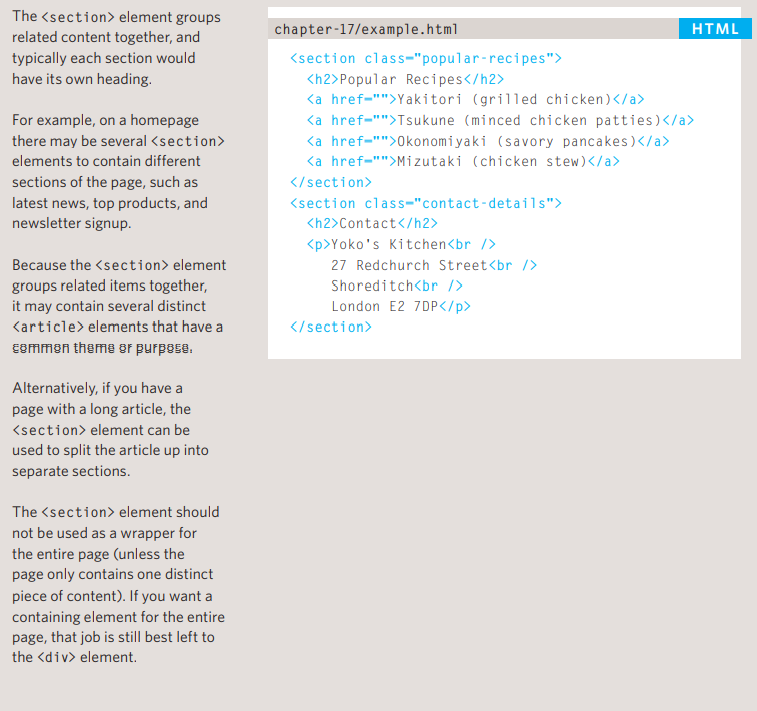 The <section> element groups
related content together, and
typically each section would
have its own heading.
For example, on a homepage
there may be several <section>
elements to contain different
sections of the page, such as
latest news, top products, and
newsletter signup.
Because the <section> element
groups related items together,
it may contain several distinct
<article> elements that have a
common theme or purpose.
Alternatively, if you have a
page with a long article, the
<section> element can be
used to split the article up into
separate sections.
The <section> element should
not be used as a wrapper for
the entire page (unless the
page only contains one distinct
piece of content). If you want a
containing element for the entire
page, that job is still best left to
the <div> element.
chapter-17/example.html HTML
<section class="popular-recipes">
  <h2>Popular Recipes</h2>
  <a href="">Yakitori (grilled chicken)</a>
  <a href="">Tsukune (minced chicken patties)</a>
  <a href="">Okonomiyaki (savory pancakes)</a>
  <a href="">Mizutaki (chicken stew)</a>
</section>
<section class="contact-details">
  <h2>Contact</h2>
  <p>Yoko's Kitchen<br />
     27 Redchurch Street<br />
     Shoreditch<br />
     London E2 7DP</p>
</section>